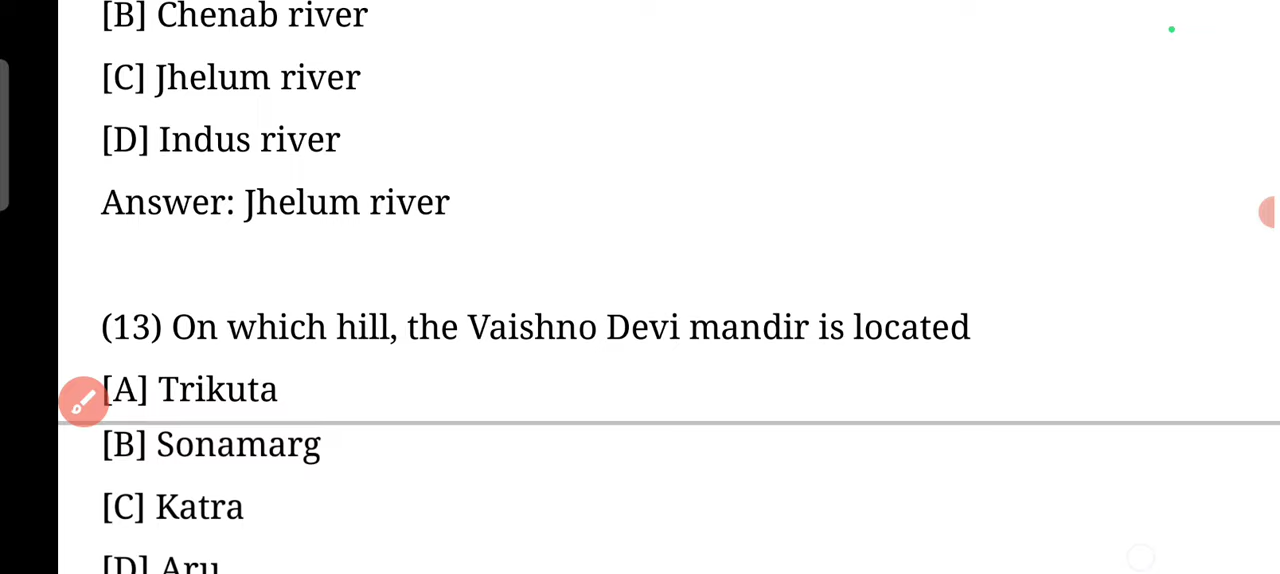 [B] Chenab river
[C] Jhelum river
[D] Indus river
Answer: Jhelum river
(13) On which hill, the Vaishno Devi mandir is located
[A] Trikuta
[B] Sonamarg
[C] Katra
[D] Aru